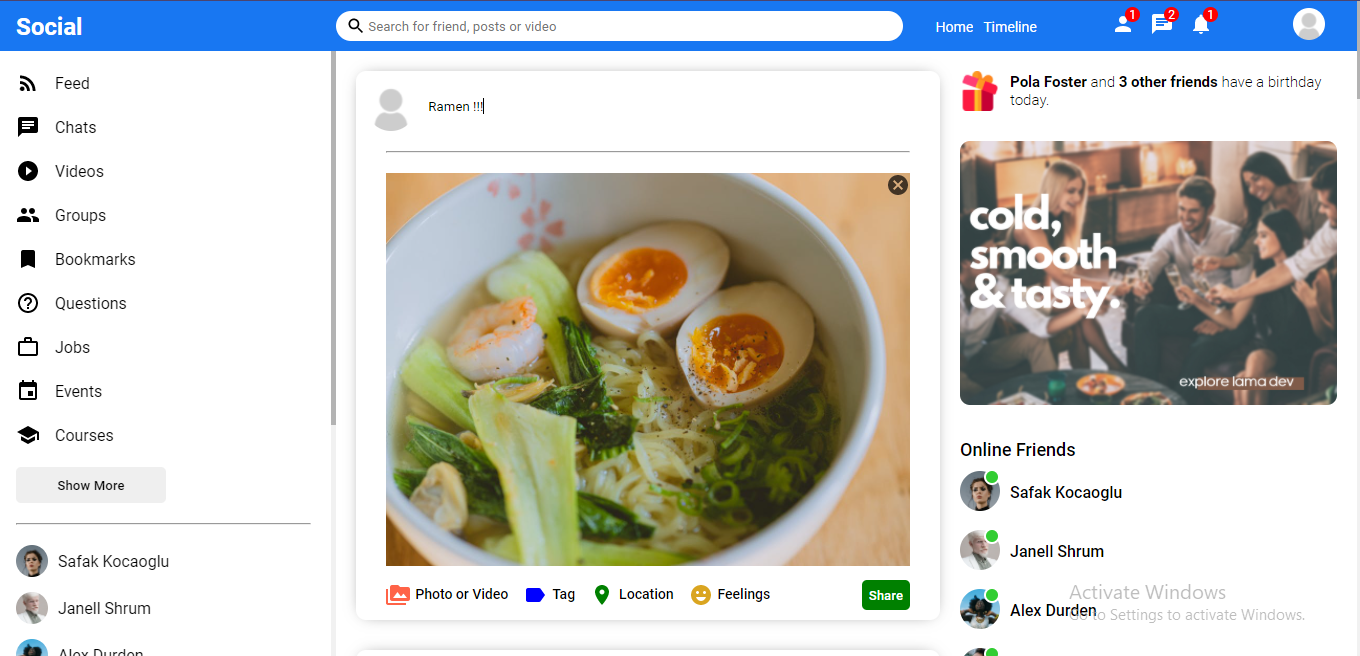 Social
Search for friend, posts or video
Home Timeline
1
2
1
Feed
Chats
Videos
Groups
Bookmarks
Questions
Jobs
Events
Courses
Show More
Safak Kocaoglu
Janell Shrum
Alex Durden
Ramen !!!
Photo or Video
Tag
Location
Feelings
Share
Pola Foster and 3 other friends have a birthday
today.
cold,
smooth
& tasty.
explore lama dev
Online Friends
Safak Kocaoglu
Janell Shrum
Alex Durden
Activate Windows
Go to Settings to activate Windows.